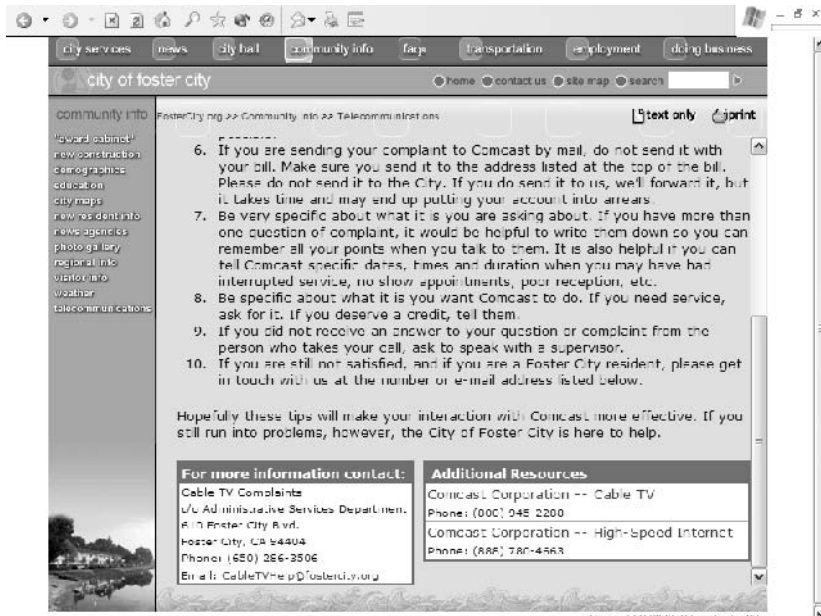 city services news city hall community info faqs transportation employment doing business
city of foster city
home contact us site map search
community info
FosterCity.org >> Community Info >> Telecommunications
text only print
"award cabinet"
new construction
demographics
education
city maps
new resident info
news agencies
photo gallery
regional info
visitor info
weather
telecommunications
6. If you are sending your complaint to Comcast by mail, do not send it with
your bill. Make sure you send it to the address listed at the top of the bill.
Please do not send it to the City. If you do send it to us, we'll forward it, but
it takes time and may end up putting your account into arrears.
7. Be very specific about what it is you are asking about. If you have more than
one question of complaint, it would be helpful to write them down so you can
remember all your points when you talk to them. It is also helpful if you can
tell Comcast specific dates, times and duration when you may have had
interrupted service, no show appointments, poor reception, etc.
8. Be specific about what it is you want Comcast to do. If you need service,
ask for it. If you deserve a credit, tell them.
9. If you did not receive an answer to your question or complaint from the
person who takes your call, ask to speak with a supervisor.
10. If you are still not satisfied, and if you are a Foster City resident, please get
in touch with us at the number or e-mail address listed below.
Hopefully these tips will make your interaction with Comcast more effective. If you
still run into problems, however, the City of Foster City is here to help.
For more information contact:
Cable TV Complaints
c/o Administrative Services Department
610 Foster City Blvd.
Foster City, CA 94404
Phone: (650) 286-3506
Email: CableTVHelp@fostercity.org
Additional Resources
Comcast Corporation -- Cable TV
Phone: (800) 945-2288
Comcast Corporation -- High-Speed Internet
Phone: (888) 780-4663